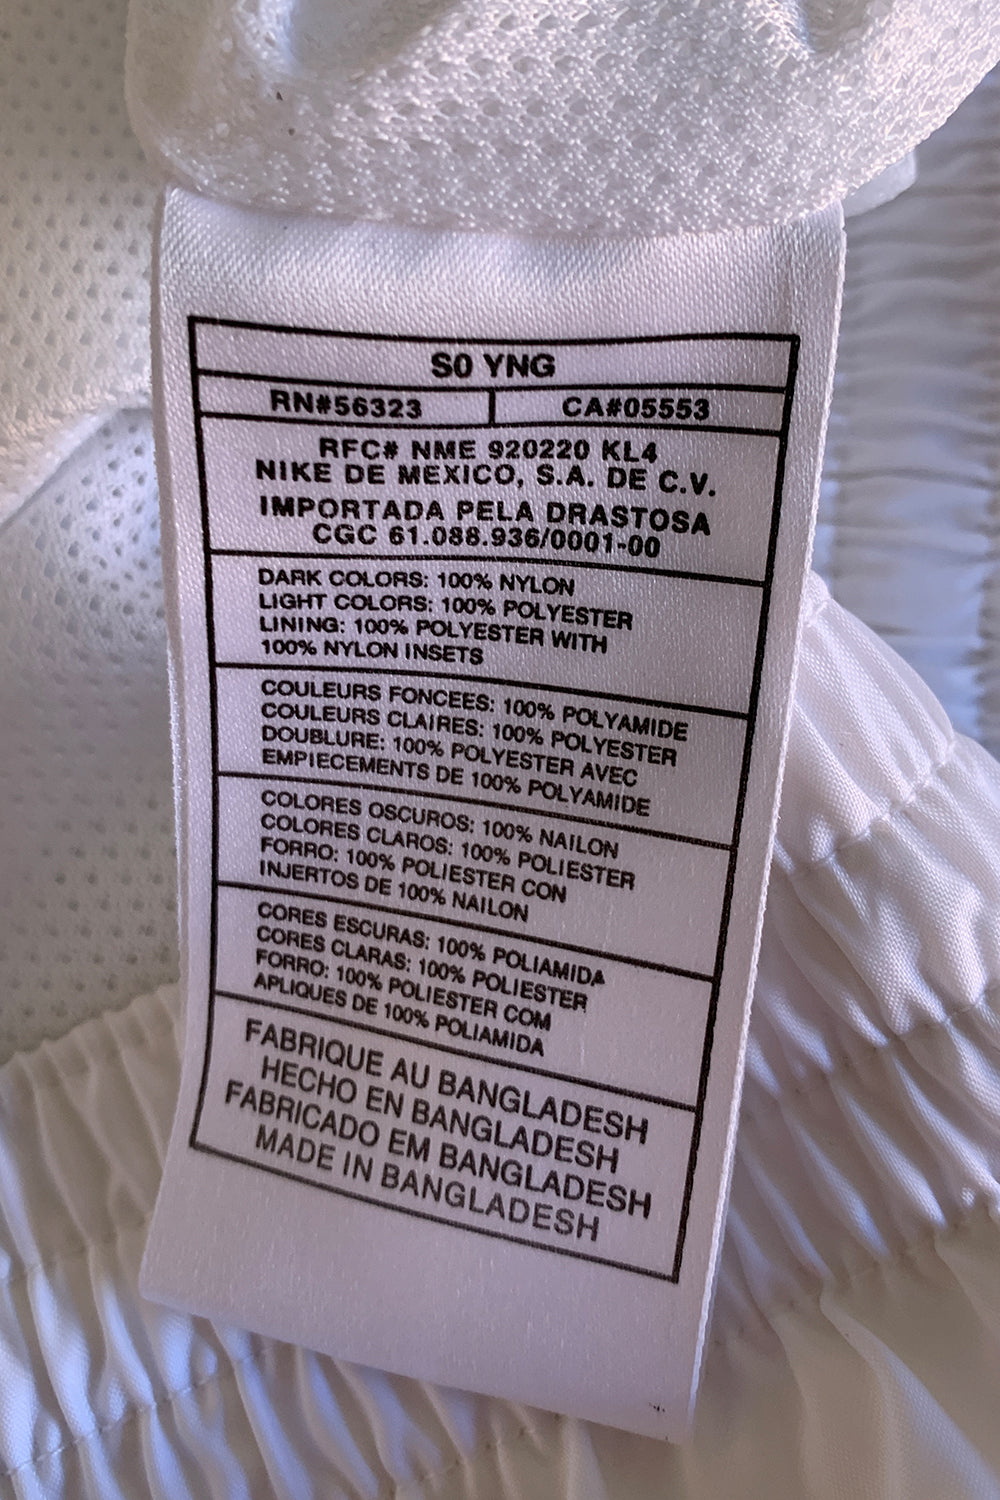 S0 YNG
RN#56323 CA#05553
RFC# NME 920220 KL4
NIKE DE MEXICO, S.A. DE C.V.
IMPORTADA PELA DRASTOSA
CGC 61.088.936/0001-00
DARK COLORS: 100% NYLON
LIGHT COLORS: 100% POLYESTER
LINING: 100% POLYESTER WITH
100% NYLON INSETS
COULEURS FONCEES: 100% POLYAMIDE
COULEURS CLAIRES: 100% POLYESTER
DOUBLURE: 100% POLYESTER AVEC
EMPIECEMENTS DE 100% POLYAMIDE
COLORES OSCUROS: 100% NAILON
COLORES CLAROS: 100% POLIESTER
FORRO: 100% POLIESTER CON
INJERTOS DE 100% NAILON
CORES ESCURAS: 100% POLIAMIDA
CORES CLARAS: 100% POLIESTER
FORRO: 100% POLIESTER COM
APLIQUES DE 100% POLIAMIDA
FABRIQUE AU BANGLADESH
HECHO EN BANGLADESH
FABRICADO EM BANGLADESH
MADE IN BANGLADESH